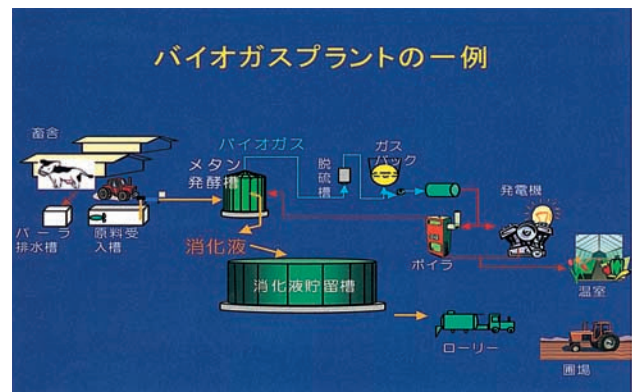 バイオガスプラントの一例
畜舎
バイオガス
メタン
発酵槽
脱硫槽
ガス
バック
発電機
パーラ
排水槽
原料受
入槽
消化液
ボイラ
温室
消化液貯留槽
ローリー
圃場